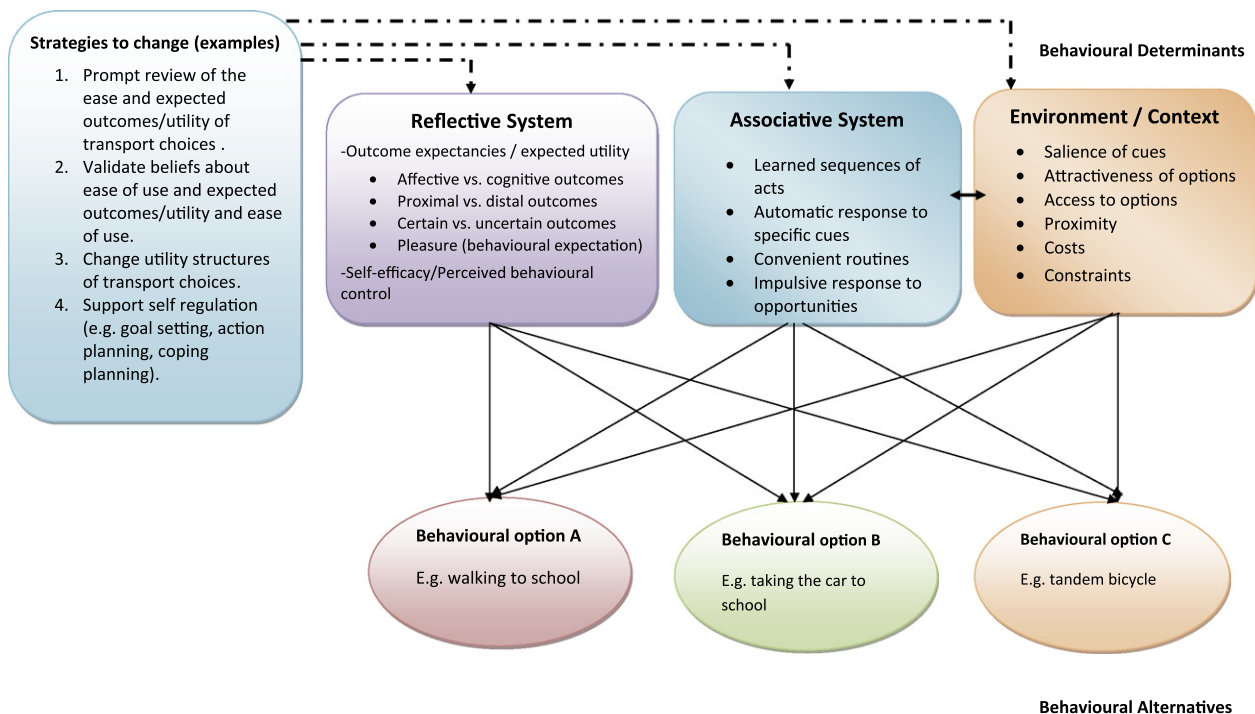 Strategies to change (examples)
1. Prompt review of the
ease and expected
outcomes/utility of
transport choices .
2. Validate beliefs about
ease of use and expected
outcomes/utility and ease
of use.
3. Change utility structures
of transport choices.
4. Support self regulation
(e.g. goal setting, action
planning, coping
planning).
Behavioural Determinants
Reflective System
-Outcome expectancies / expected utility
• Affective vs. cognitive outcomes
• Proximal vs. distal outcomes
• Certain vs. uncertain outcomes
• Pleasure (behavioural expectation)
-Self-efficacy/Perceived behavioural
control
Associative System
• Learned sequences of
acts
• Automatic response to
specific cues
• Convenient routines
• Impulsive response to
opportunities
Environment / Context
• Salience of cues
• Attractiveness of options
• Access to options
• Proximity
• Costs
• Constraints
Behavioural option A
E.g. walking to school
Behavioural option B
E.g. taking the car to
school
Behavioural option C
E.g. tandem bicycle
Behavioural Alternatives